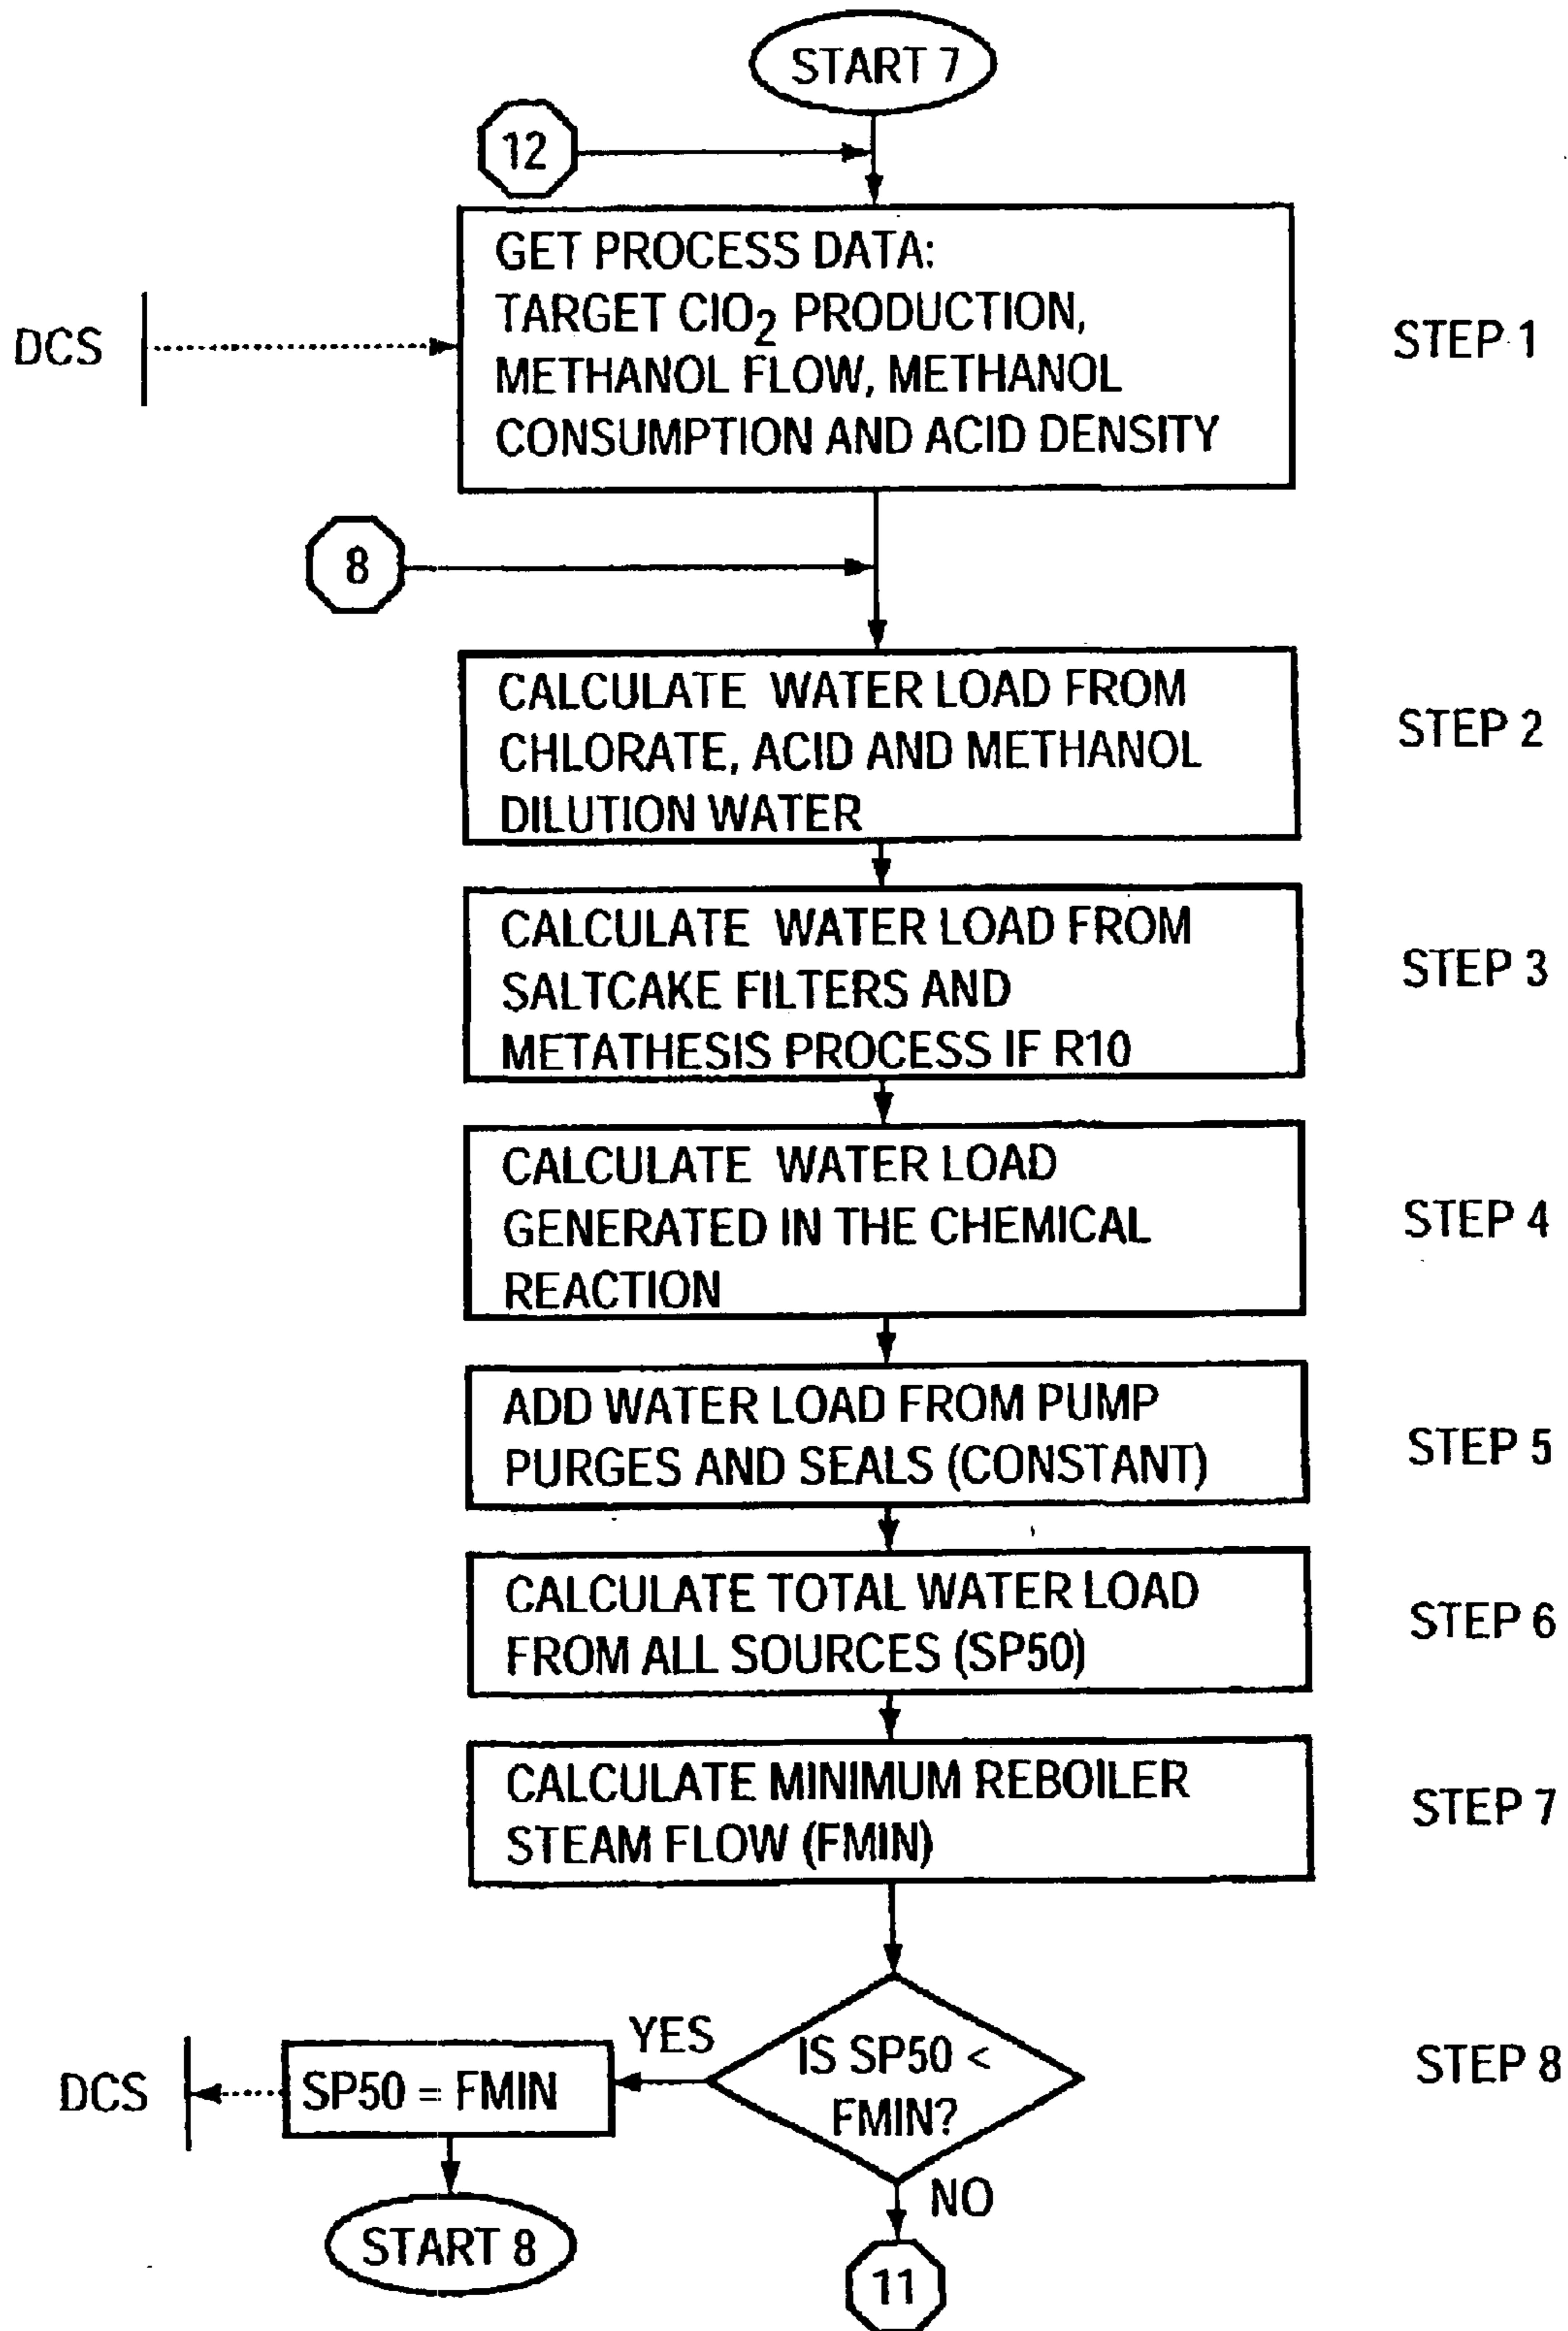 START 7
12
GET PROCESS DATA:
TARGET ClO2 PRODUCTION,
METHANOL FLOW, METHANOL
CONSUMPTION AND ACID DENSITY
DCS
STEP 1
8
CALCULATE WATER LOAD FROM
CHLORATE, ACID AND METHANOL
DILUTION WATER
STEP 2
CALCULATE WATER LOAD FROM
SALTCAKE FILTERS AND
METATHESIS PROCESS IF R10
STEP 3
CALCULATE WATER LOAD
GENERATED IN THE CHEMICAL
REACTION
STEP 4
ADD WATER LOAD FROM PUMP
PURGES AND SEALS (CONSTANT)
STEP 5
CALCULATE TOTAL WATER LOAD
FROM ALL SOURCES (SP50)
STEP 6
CALCULATE MINIMUM REBOILER
STEAM FLOW (FMIN)
STEP 7
IS SP50 <
FMIN?
STEP 8
YES
SP50 = FMIN
DCS
NO
START 8
11